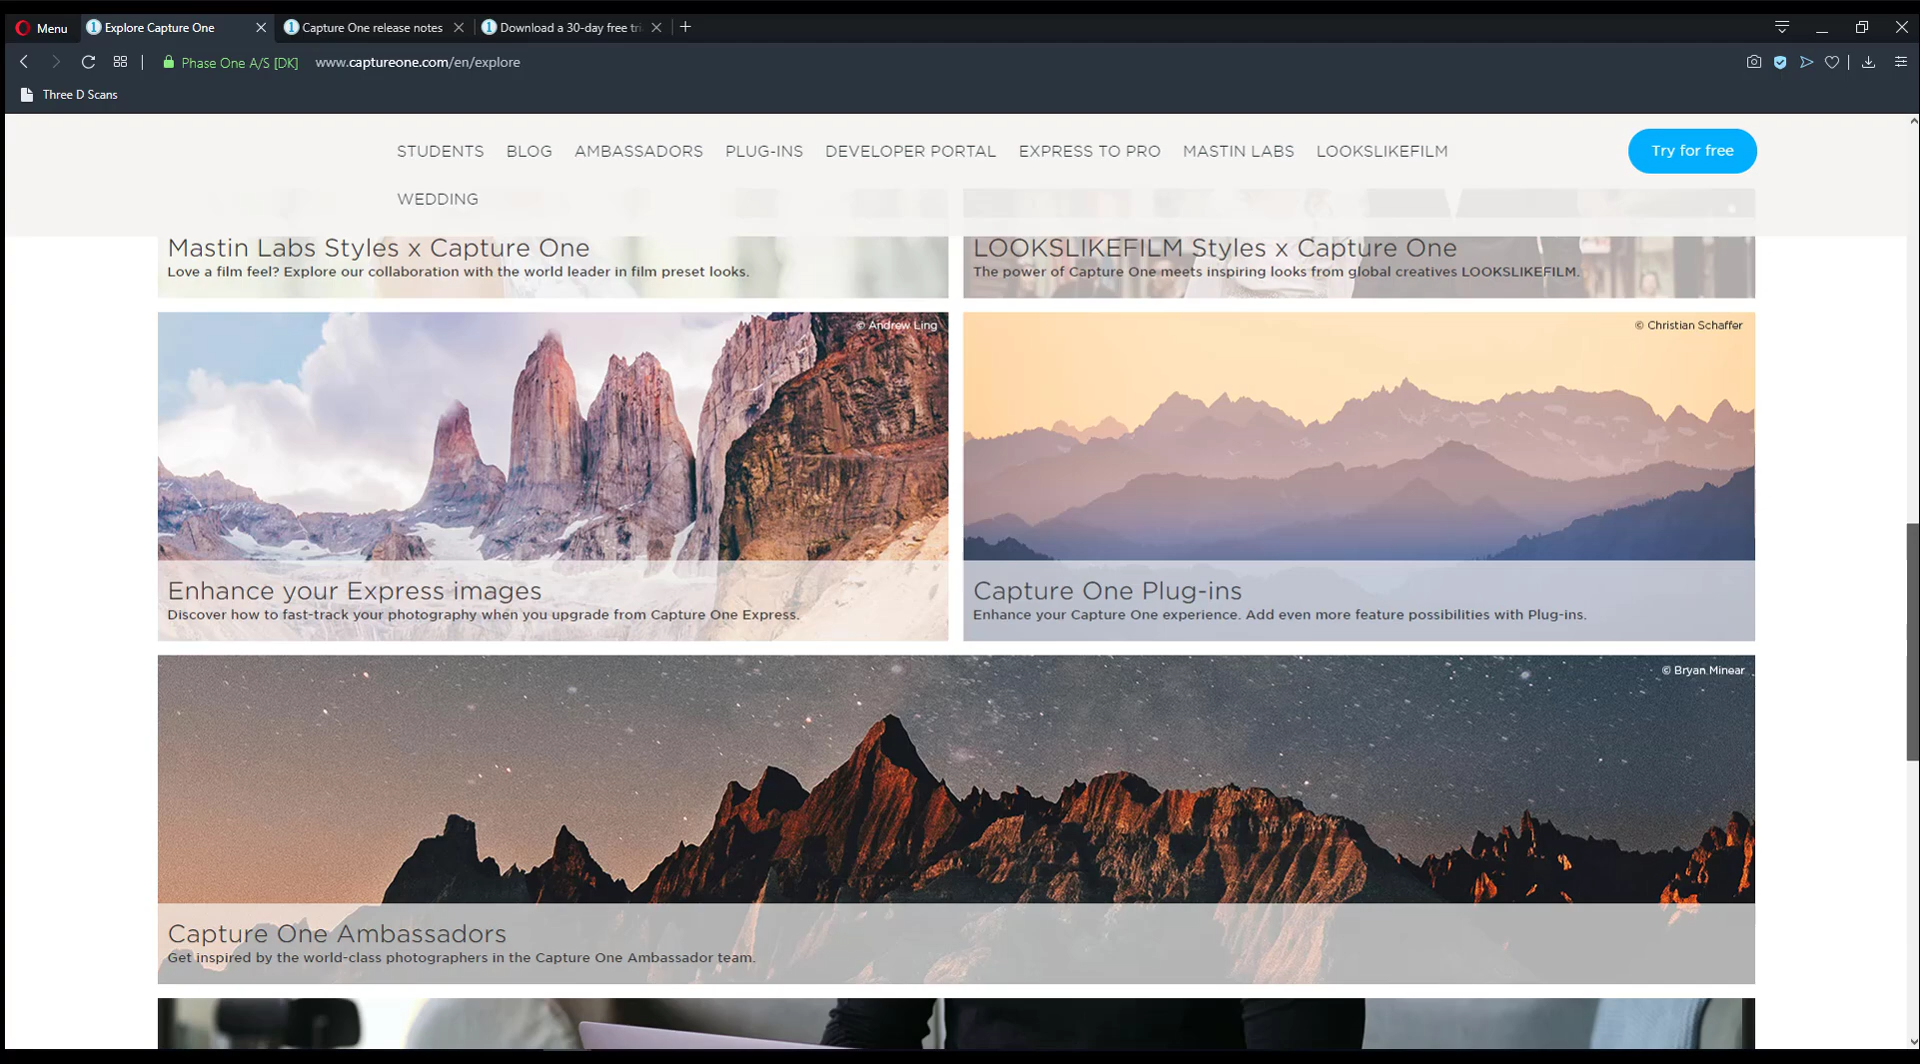 Menu
Explore Capture One
Capture One release notes
Download a 30-day free tri
Phase One A/S [DK]
www.captureone.com/en/explore
Three D Scans
STUDENTS BLOG AMBASSADORS PLUG-INS DEVELOPER PORTAL EXPRESS TO PRO MASTIN LABS LOOKSLIKEFILM
Try for free
WEDDING
Mastin Labs Styles x Capture One
Love a film feel? Explore our collaboration with the world leader in film preset looks.
LOOKSLIKEFILM Styles x Capture One
The power of Capture One meets inspiring looks from global creatives LOOKSLIKEFILM.
© Andrew Ling
Enhance your Express images
Discover how to fast-track your photography when you upgrade from Capture One Express.
© Christian Schaffer
Capture One Plug-ins
Enhance your Capture One experience. Add even more feature possibilities with Plug-ins.
© Bryan Minear
Capture One Ambassadors
Get inspired by the world-class photographers in the Capture One Ambassador team.